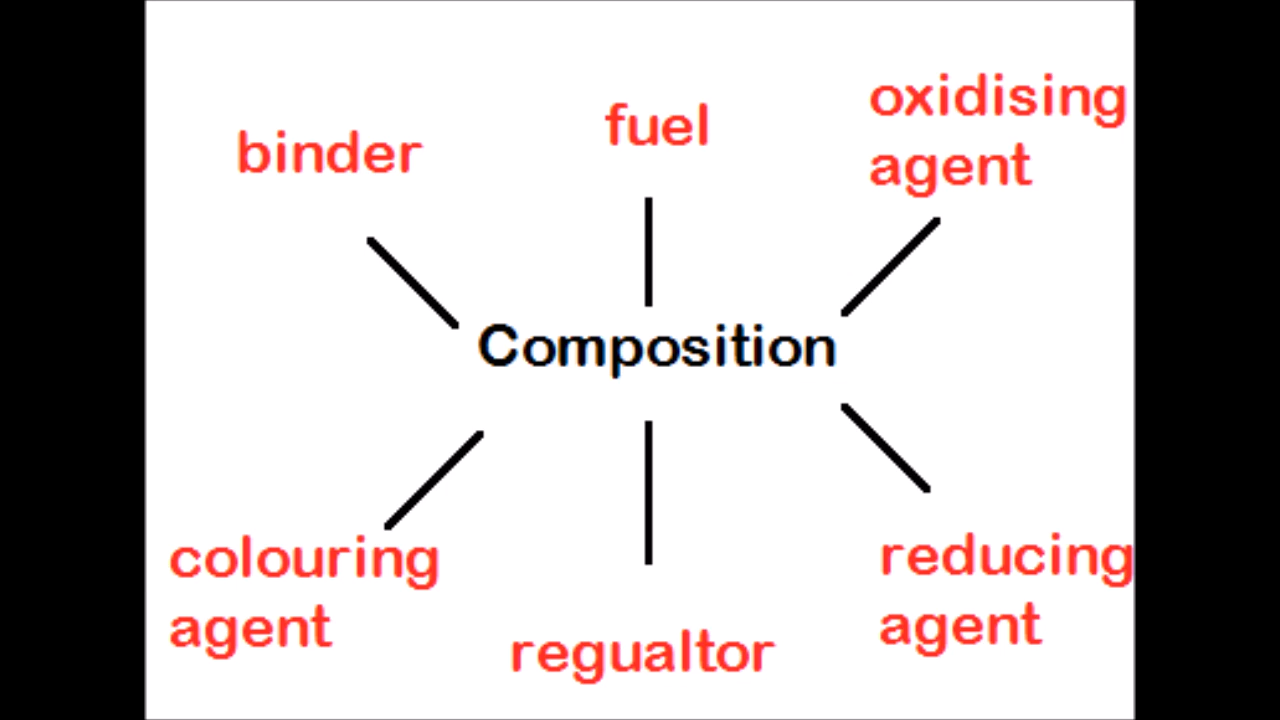 binder
fuel
oxidising
agent
Composition
colouring
agent
regualtor
reducing
agent